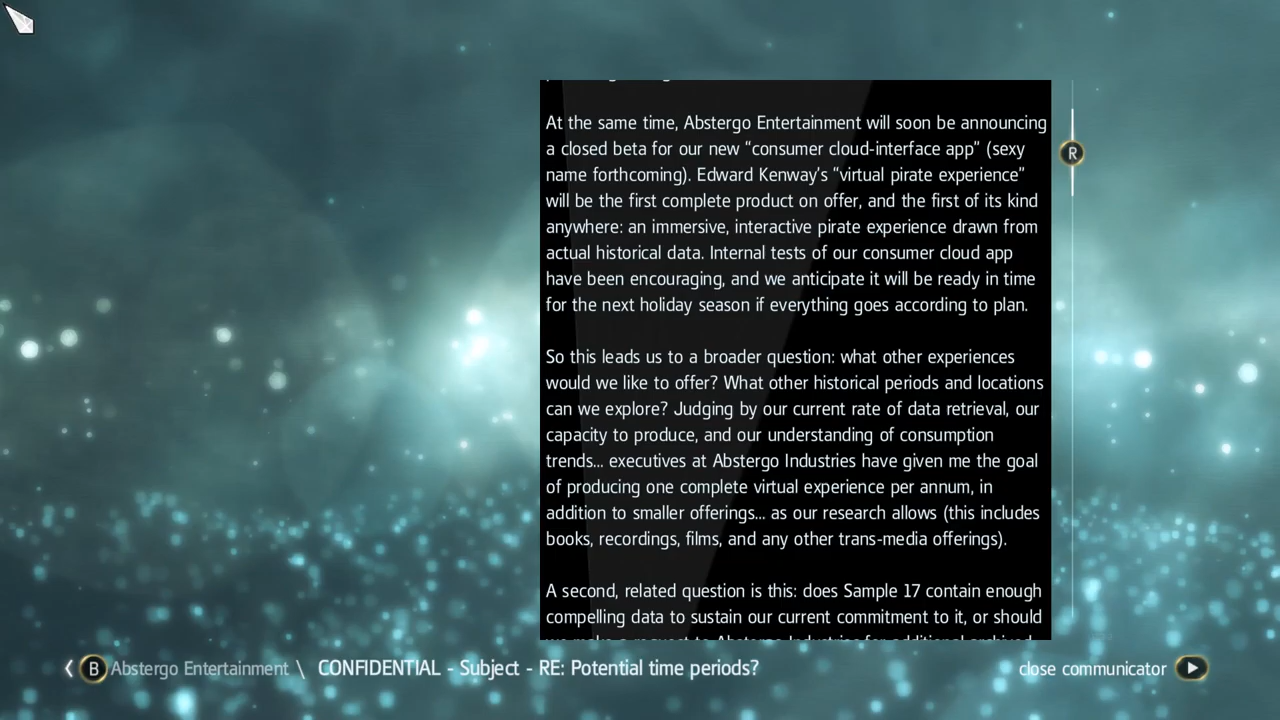 At the same time, Abstergo Entertainment will soon be announcing
a closed beta for our new “consumer cloud-interface app” (sexy
name forthcoming). Edward Kenway's “virtual pirate experience”
will be the first complete product on offer, and the first of its kind
anywhere: an immersive, interactive pirate experience drawn from
actual historical data. Internal tests of our consumer cloud app
have been encouraging, and we anticipate it will be ready in time
for the next holiday season if everything goes according to plan.
So this leads us to a broader question: what other experiences
would we like to offer? What other historical periods and locations
can we explore? Judging by our current rate of data retrieval, our
capacity to produce, and our understanding of consumption
trends... executives at Abstergo Industries have given me the goal
of producing one complete virtual experience per annum, in
addition to smaller offerings... as our research allows (this includes
books, recordings, films, and any other trans-media offerings).
A second, related question is this: does Sample 17 contain enough
compelling data to sustain our current commitment to it, or should
we make a request to Abstergo Industries for additional archived
R
B Abstergo Entertainment \ CONFIDENTIAL - Subject - RE: Potential time periods?
close communicator